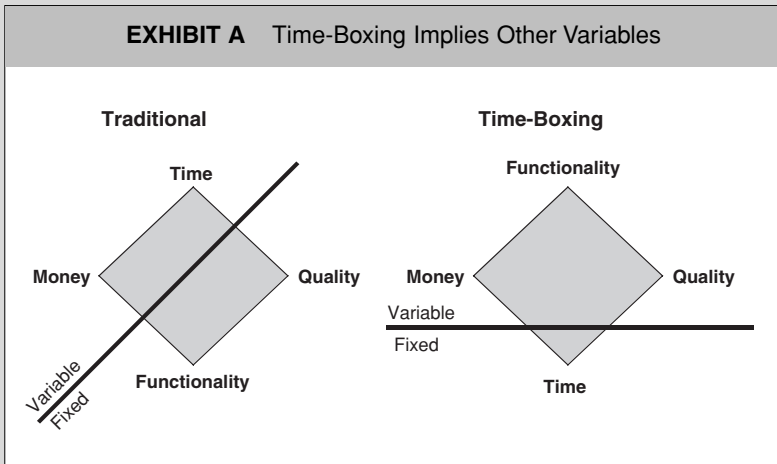 EXHIBIT A Time-Boxing Implies Other Variables
Traditional
Time
Money
Quality
Functionality
Variable
Fixed
Time-Boxing
Functionality
Money
Quality
Variable
Fixed
Time